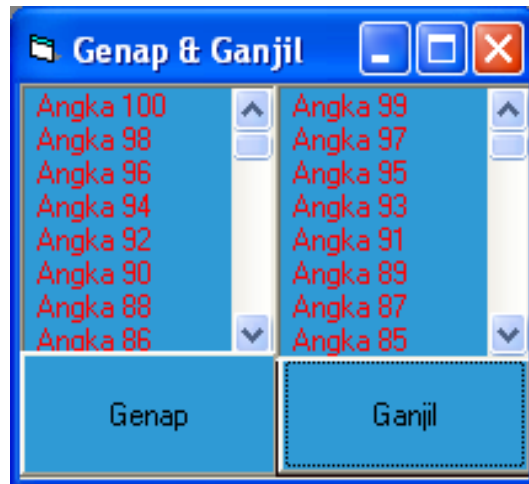 Genap & Ganjil
Angka 100
Angka 98
Angka 96
Angka 94
Angka 92
Angka 90
Angka 88
Angka 86
Angka 99
Angka 97
Angka 95
Angka 93
Angka 91
Angka 89
Angka 87
Angka 85
Genap
Ganjil